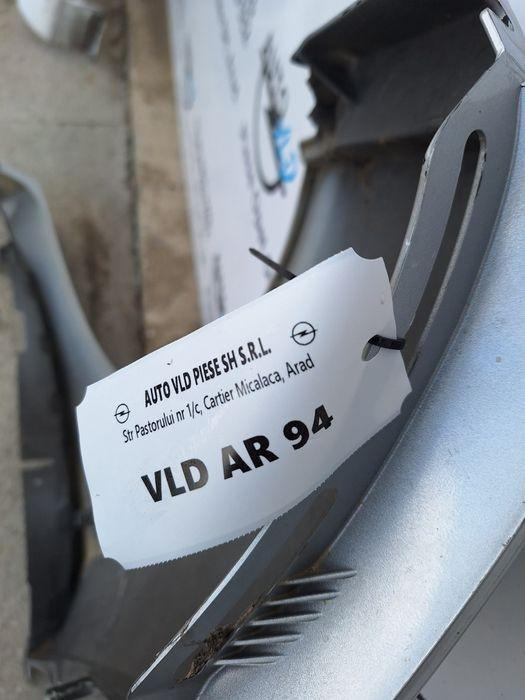 AUTO VLD PIESE SH S.R.L.
Str Pastorului nr 1/c, Cartier Micalaca, Arad
VLD AR 94